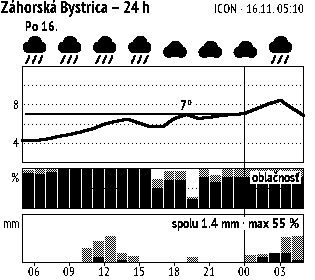 Záhorská Bystrica – 24 h
ICON · 16.11. 05:10
Po 16.
8
7°
4
%
oblačnosť
mm
spolu 1.4 mm · max 55 %
06 09 12 15 18 21 00 03